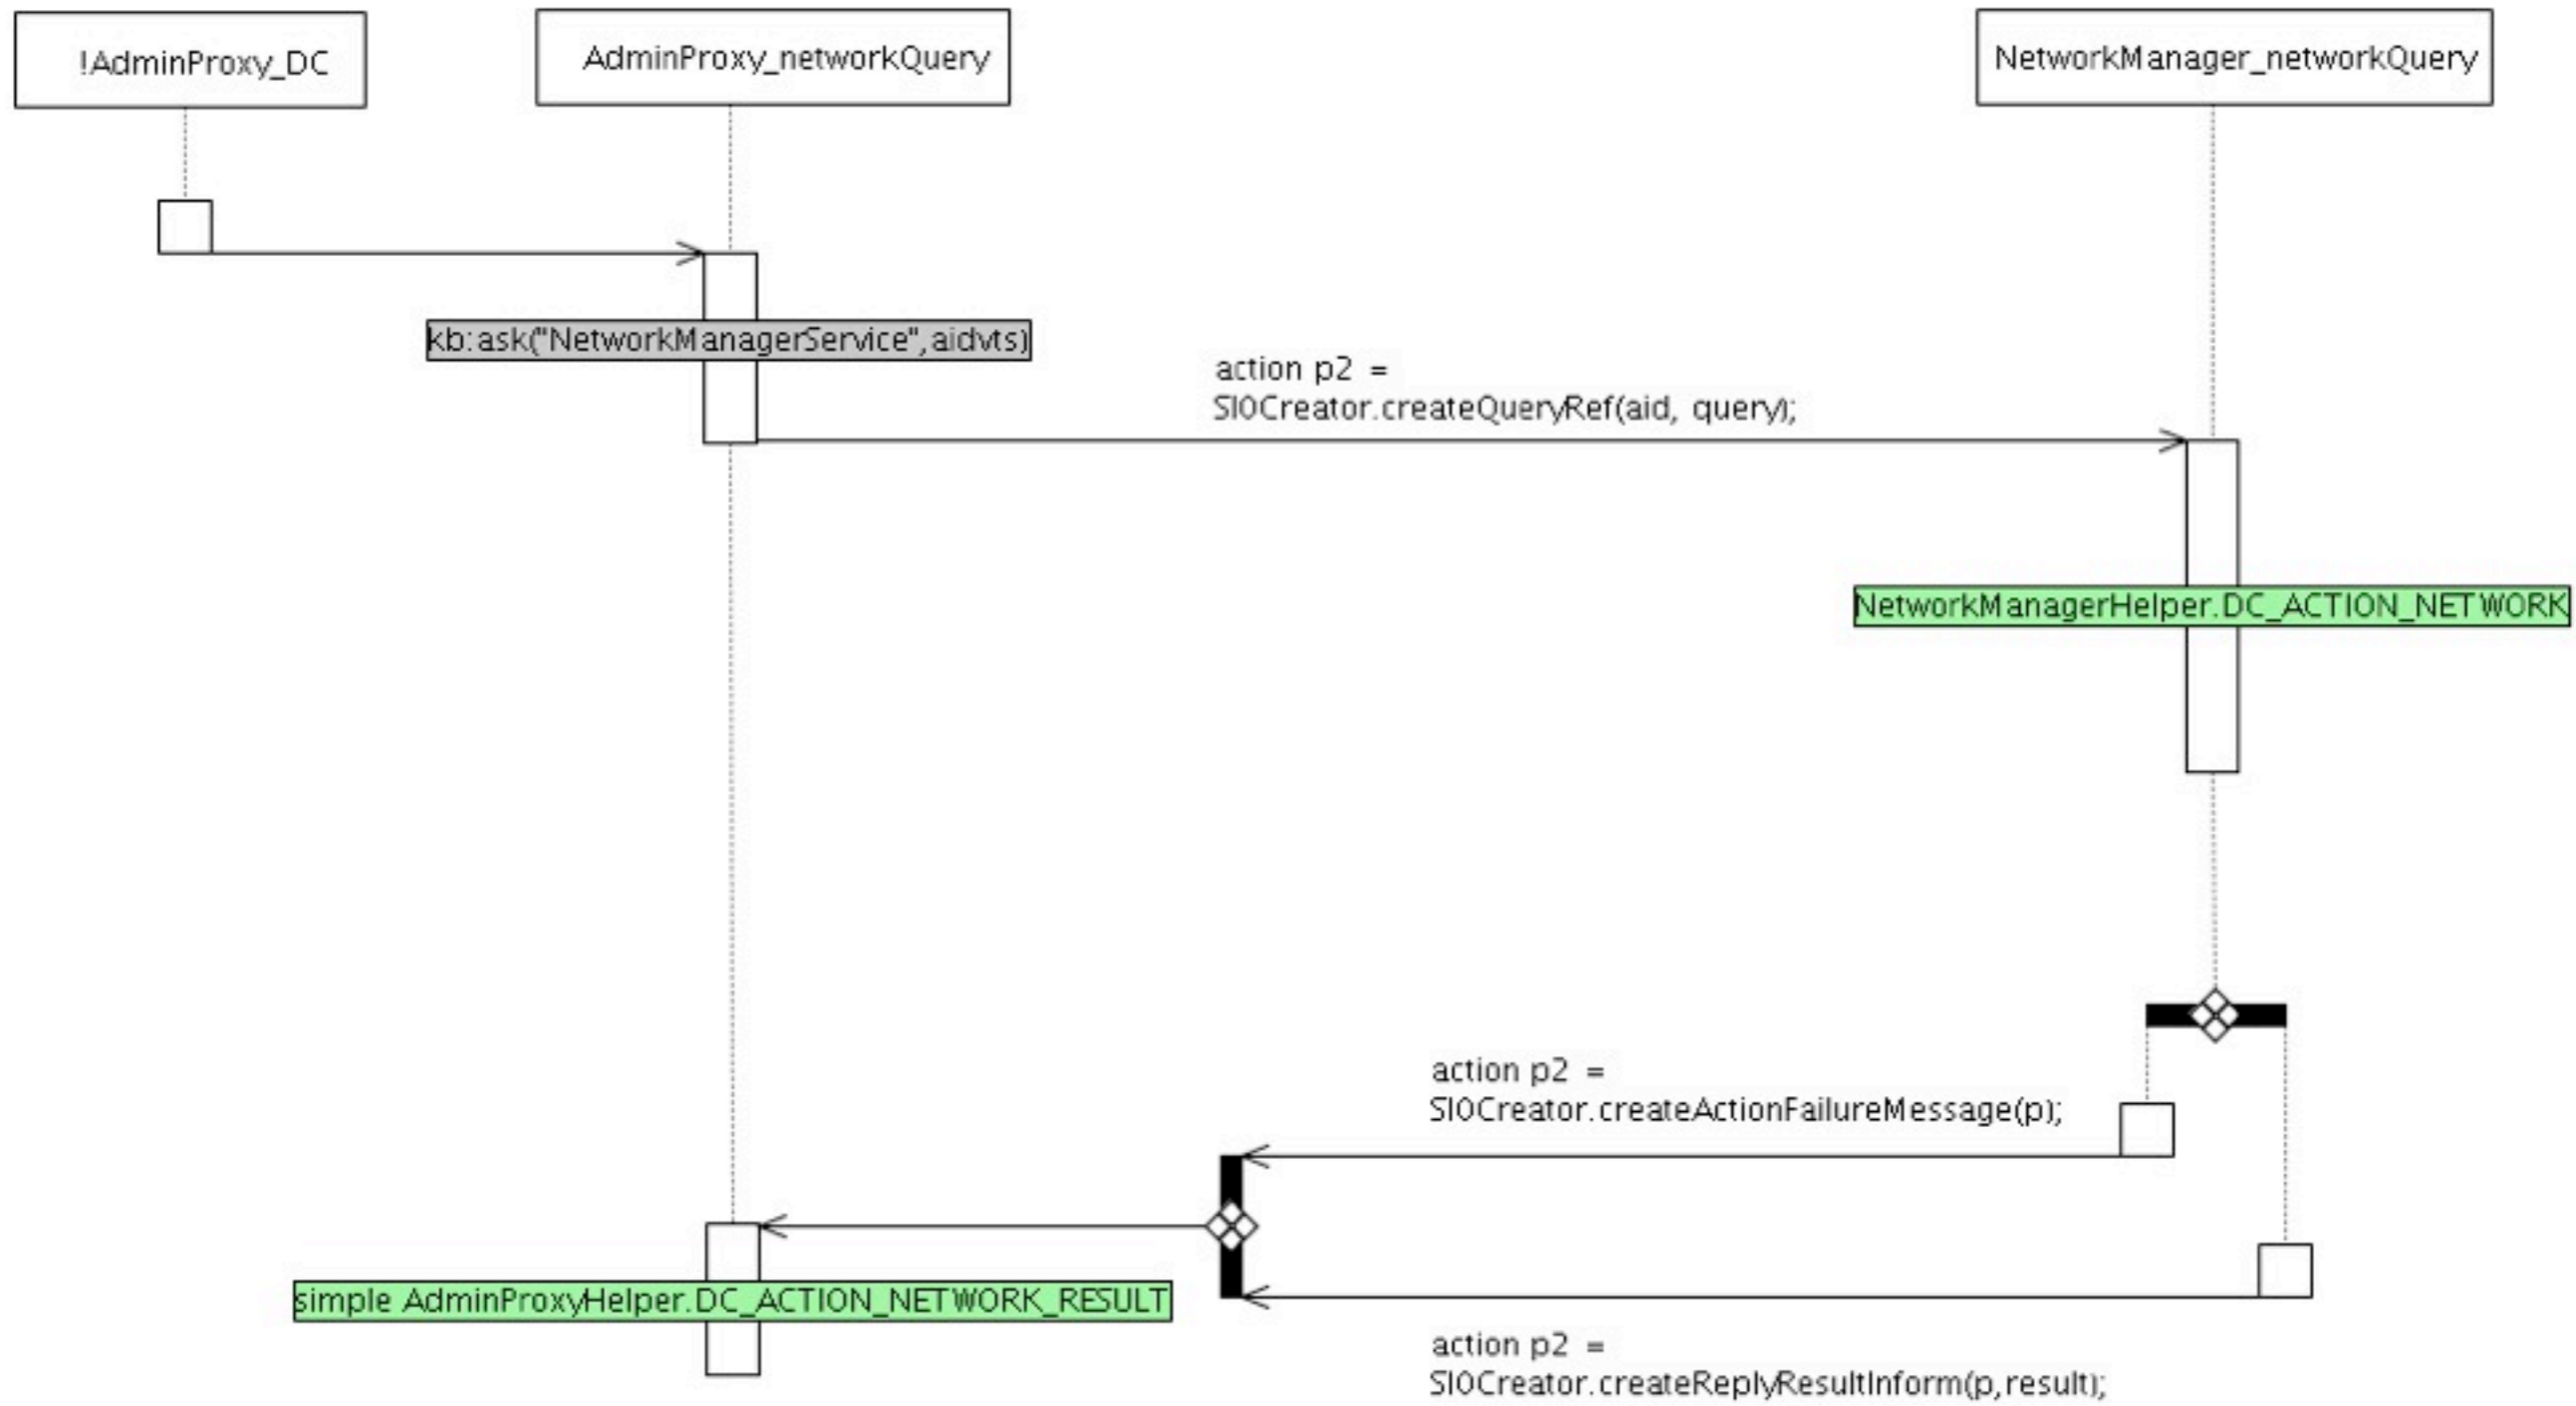 !AdminProxy_DC
AdminProxy_networkQuery
NetworkManager_networkQuery
kb:ask("NetworkManagerService",aidvts)
action p2 =
SIOCreator.createQueryRef(aid, query);
NetworkManagerHelper.DC_ACTION_NETWORK
action p2 =
SIOCreator.createActionFailureMessage(p);
simple AdminProxyHelper.DC_ACTION_NETWORK_RESULT
action p2 =
SIOCreator.createReplyResultInform(p,result);